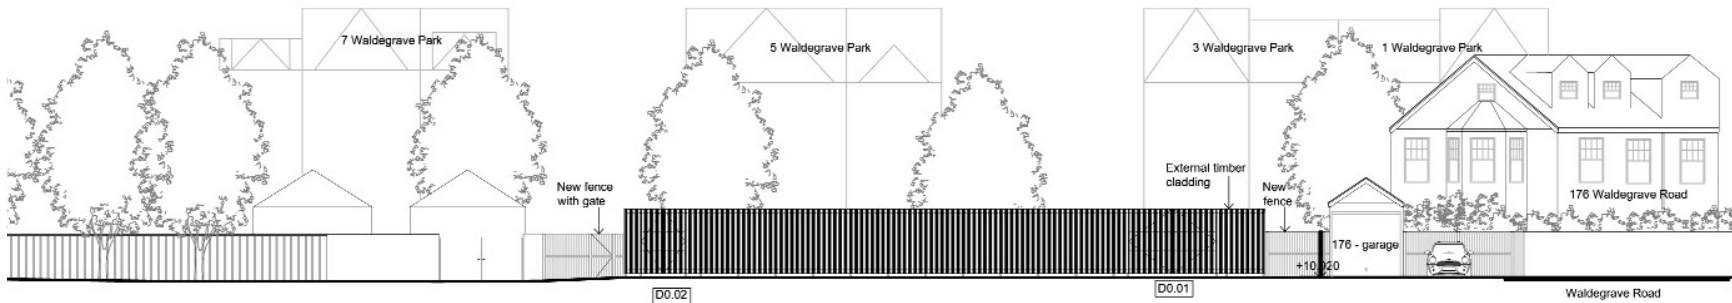 7 Waldegrave Park
5 Waldegrave Park
3 Waldegrave Park
1 Waldegrave Park
New fence
with gate
External timber
cladding
New
fence
176 Waldegrave Road
176 - garage
+10.020
D0.02
D0.01
Waldegrave Road